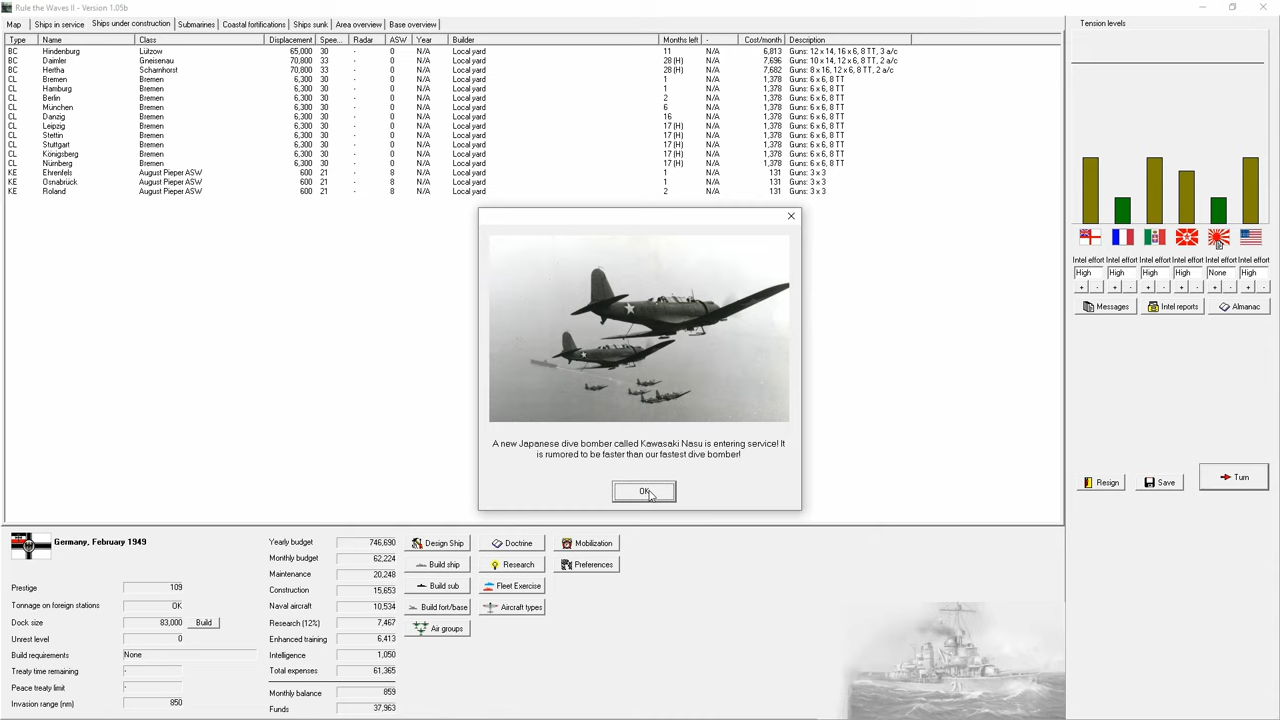 Rule the Waves II - Version 1.05b
Map Ships in service Ships under construction Submarines Coastal fortifications Ships sunk Area overview Base overview
Type Name Class Displacement Spee... Radar ASW Year Builder Months left - Cost/month Description
BC Hindenburg Lützow 65,000 30 - 0 N/A Local yard 11 N/A 6,813 Guns: 12 x 14, 16 x 6, 8 TT, 3 a/c
BC Daimler Gneisenau 70,800 33 - 0 N/A Local yard 28 (H) N/A 7,696 Guns: 10 x 14, 12 x 6, 8 TT, 2 a/c
BC Hertha Scharnhorst 70,800 33 - 0 N/A Local yard 28 (H) N/A 7,682 Guns: 8 x 16, 12 x 6, 8 TT, 2 a/c
CL Bremen Bremen 6,300 30 - 0 N/A Local yard 1 N/A 1,378 Guns: 6 x 6, 8 TT
CL Hamburg Bremen 6,300 30 - 0 N/A Local yard 1 N/A 1,378 Guns: 6 x 6, 8 TT
CL Berlin Bremen 6,300 30 - 0 N/A Local yard 2 N/A 1,378 Guns: 6 x 6, 8 TT
CL München Bremen 6,300 30 - 0 N/A Local yard 6 N/A 1,378 Guns: 6 x 6, 8 TT
CL Danzig Bremen 6,300 30 - 0 N/A Local yard 16 N/A 1,378 Guns: 6 x 6, 8 TT
CL Leipzig Bremen 6,300 30 - 0 N/A Local yard 17 (H) N/A 1,378 Guns: 6 x 6, 8 TT
CL Stettin Bremen 6,300 30 - 0 N/A Local yard 17 (H) N/A 1,378 Guns: 6 x 6, 8 TT
CL Stuttgart Bremen 6,300 30 - 0 N/A Local yard 17 (H) N/A 1,378 Guns: 6 x 6, 8 TT
CL Königsberg Bremen 6,300 30 - 0 N/A Local yard 17 (H) N/A 1,378 Guns: 6 x 6, 8 TT
CL Nürnberg Bremen 6,300 30 - 0 N/A Local yard 17 (H) N/A 1,378 Guns: 6 x 6, 8 TT
KE Ehrenfels August Pieper ASW 600 21 - 8 N/A Local yard 1 N/A 131 Guns: 3 x 3
KE Osnabrück August Pieper ASW 600 21 - 8 N/A Local yard 1 N/A 131 Guns: 3 x 3
KE Roland August Pieper ASW 600 21 - 8 N/A Local yard 2 N/A 131 Guns: 3 x 3
A new Japanese dive bomber called Kawasaki Nasu is entering service! It
is rumored to be faster than our fastest dive bomber!
OK
Tension levels
Intel effort Intel effort Intel effort Intel effort Intel effort Intel effort
High High High High None High
+ - + - + - + - + - + -
Messages Intel reports Almanac
Resign Save Turn
Germany, February 1949
Prestige 109
Tonnage on foreign stations OK
Dock size 83,000 Build
Unrest level 0
Build requirements None
Treaty time remaining -
Peace treaty limit -
Invasion range (nm) 850
Yearly budget 746,690
Monthly budget 62,224
Maintenance 20,248
Construction 15,653
Naval aircraft 10,534
Research (12%) 7,467
Enhanced training 6,413
Intelligence 1,050
Total expenses 61,365
Monthly balance 859
Funds 37,963
Design Ship Doctrine Mobilization
Build ship Research Preferences
Build sub Fleet Exercise
Build fort/base Aircraft types
Air groups